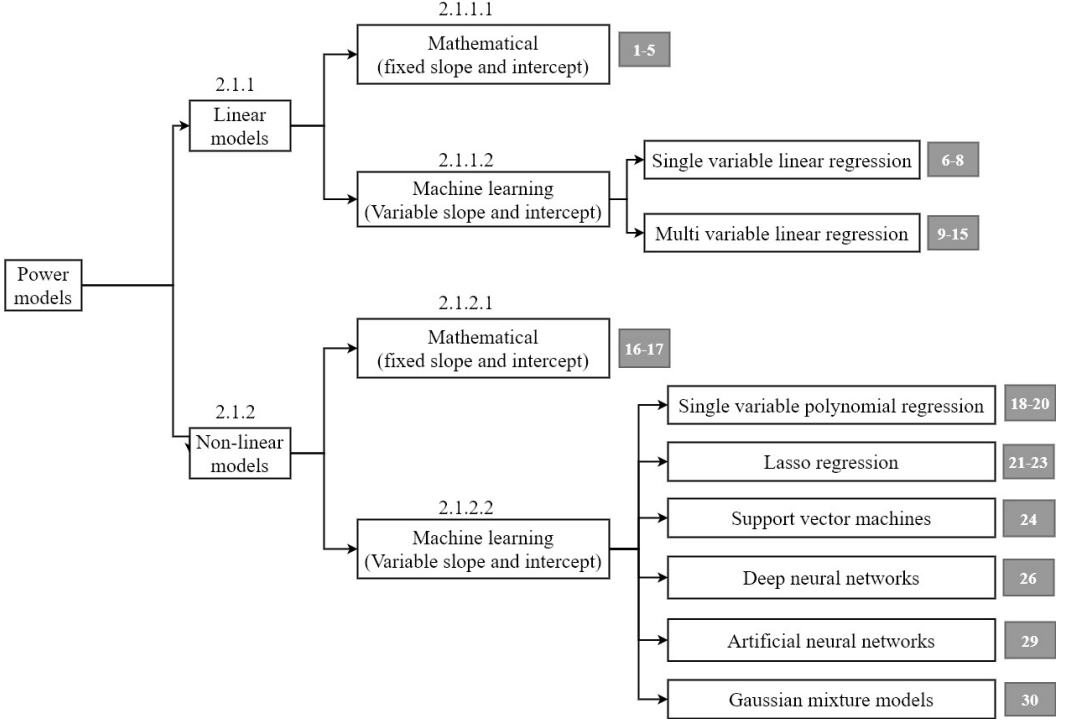 2.1.1.1
Mathematical
(fixed slope and intercept)
1-5
2.1.1
Linear
models
2.1.1.2
Machine learning
(Variable slope and intercept)
Single variable linear regression
6-8
Multi variable linear regression
9-15
Power
models
2.1.2.1
Mathematical
(fixed slope and intercept)
16-17
2.1.2
Non-linear
models
Single variable polynomial regression
18-20
Lasso regression
21-23
2.1.2.2
Machine learning
(Variable slope and intercept)
Support vector machines
24
Deep neural networks
26
Artificial neural networks
29
Gaussian mixture models
30